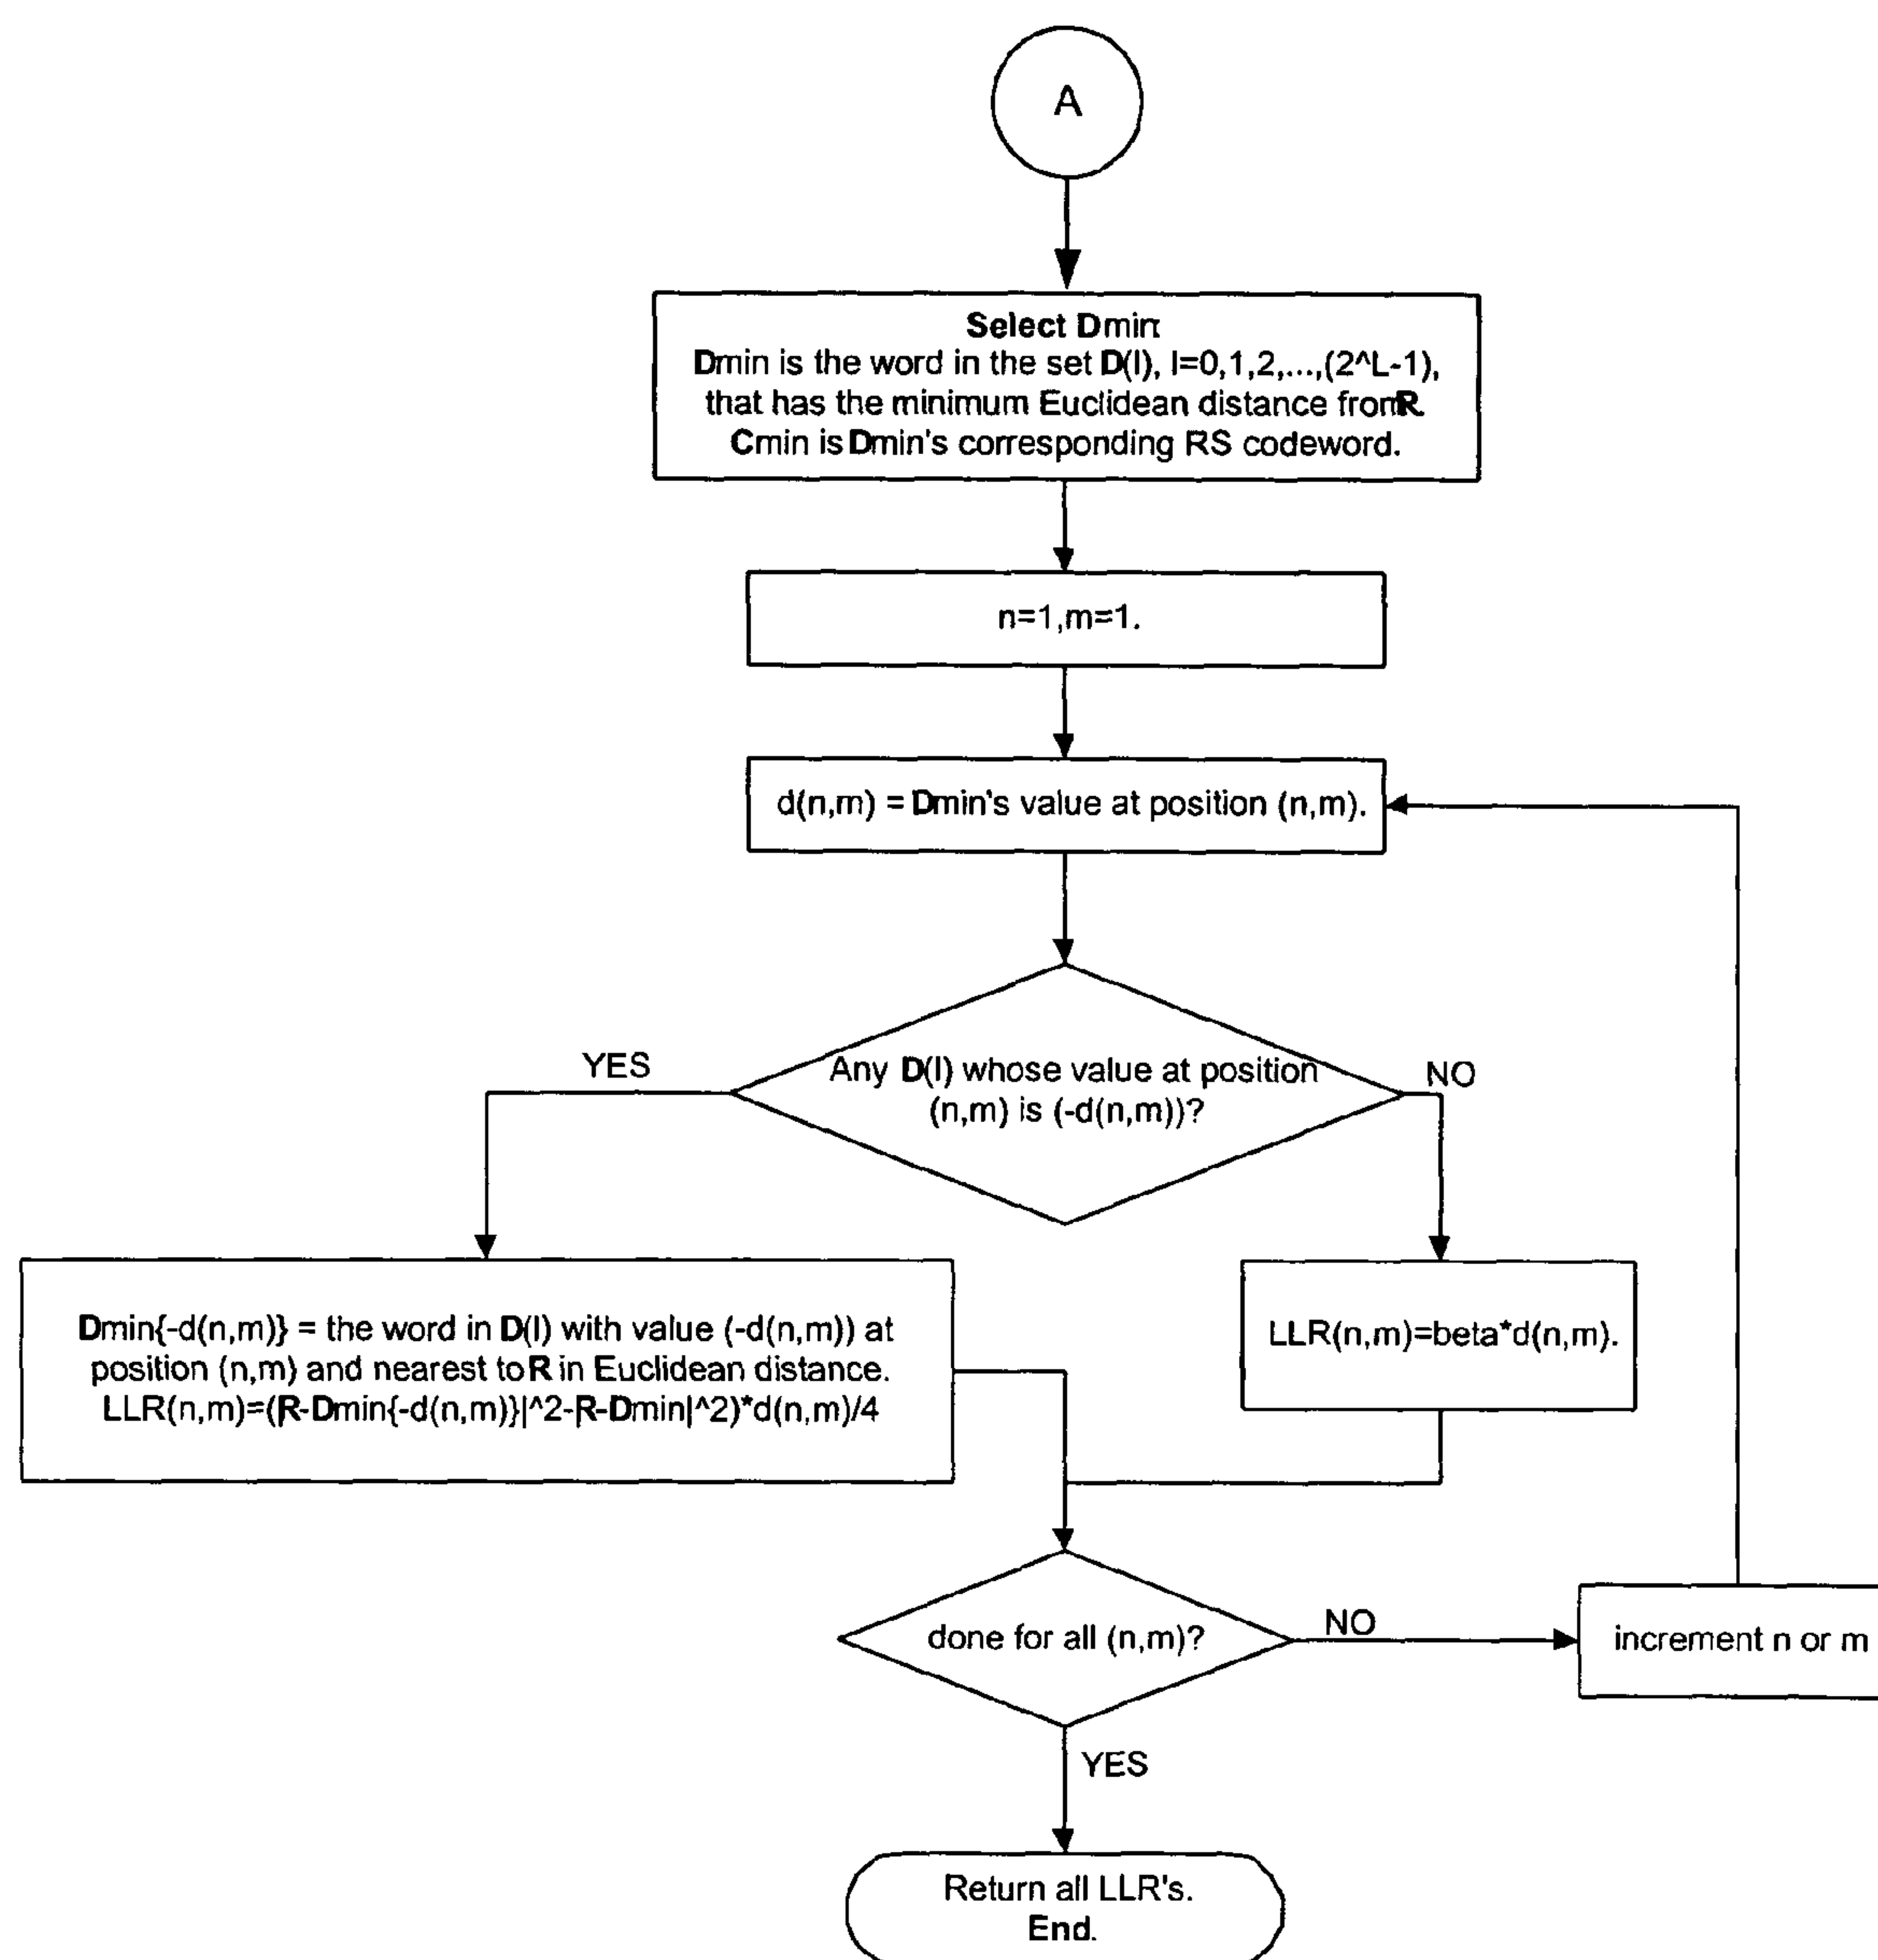 A
Select Dmin:
Dmin is the word in the set D(l), l=0,1,2,...,(2^L-1),
that has the minimum Euclidean distance from R.
Cmin is Dmin's corresponding RS codeword.
n=1,m=1.
d(n,m) = Dmin's value at position (n,m).
Any D(l) whose value at position
(n,m) is (-d(n,m))?
YES
NO
Dmin{-d(n,m)} = the word in D(l) with value (-d(n,m)) at
position (n,m) and nearest to R in Euclidean distance.
LLR(n,m)=(R-Dmin{-d(n,m)}|^2-R-Dmin|^2)*d(n,m)/4
LLR(n,m)=beta*d(n,m).
done for all (n,m)?
NO
increment n or m
YES
Return all LLR's.
End.